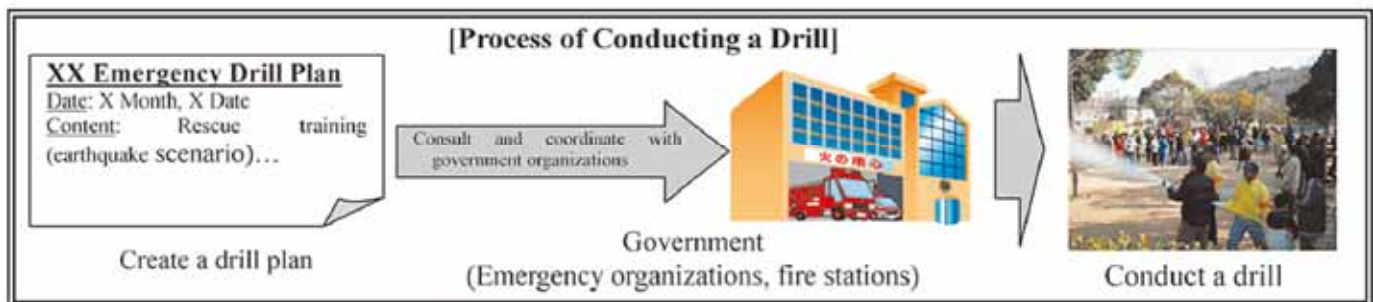 [Process of Conducting a Drill]
XX Emergency Drill Plan
Date: X Month, X Date
Content: Rescue training
(earthquake scenario)…
Consult and coordinate with
government organizations
火の用心
Create a drill plan
Government
(Emergency organizations, fire stations)
Conduct a drill